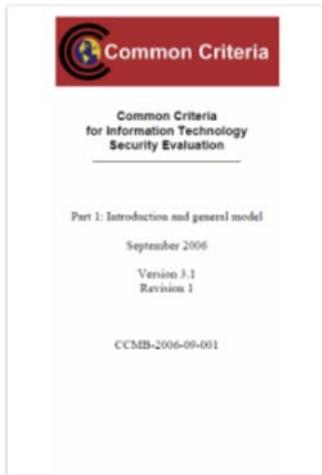 Common Criteria
Common Criteria
for Information Technology
Security Evaluation
Part 1: Introduction and general model
September 2006
Version 3.1
Revision 1
CCMB-2006-09-001